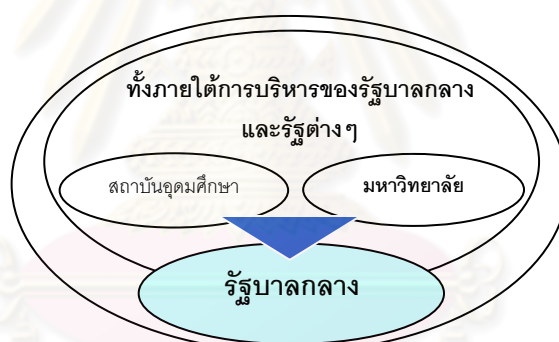 ทั้งภายใต้การบริหารของรัฐบาลกลาง
และรัฐต่างๆ
สถาบันอุดมศึกษา
มหาวิทยาลัย
รัฐบาลกลาง